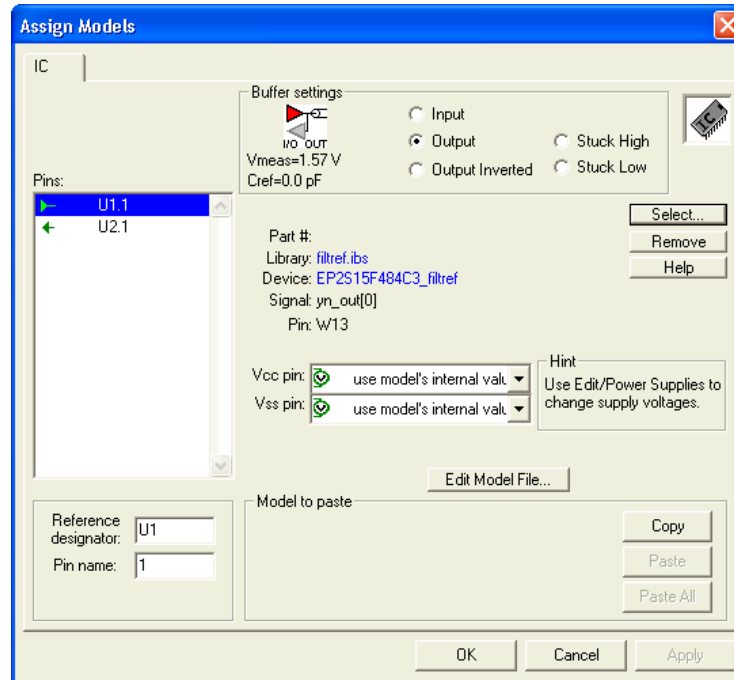 Assign Models
IC
Buffer settings
I/O OUT
Vmeas=1.57 V
Cref=0.0 pF
Input
Output
Output Inverted
Stuck High
Stuck Low
IC
Pins:
U1.1
U2.1
Select...
Remove
Help
Part #:
Library: filtref.ibs
Device: EP2S15F484C3_filtref
Signal: yn_out[0]
Pin: W13
Vcc pin: use model's internal valu
Vss pin: use model's internal valu
Hint
Use Edit/Power Supplies to
change supply voltages.
Edit Model File...
Reference
designator: U1
Pin name: 1
Model to paste
Copy
Paste
Paste All
OK
Cancel
Apply